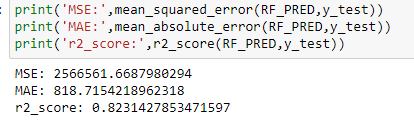 print('MSE:',mean_squared_error(RF_PRED,y_test))
print('MAE:',mean_absolute_error(RF_PRED,y_test))
print('r2_score:',r2_score(RF_PRED,y_test))
MSE: 2566561.6687980294
MAE: 818.7154218962318
r2_score: 0.8231427853471597